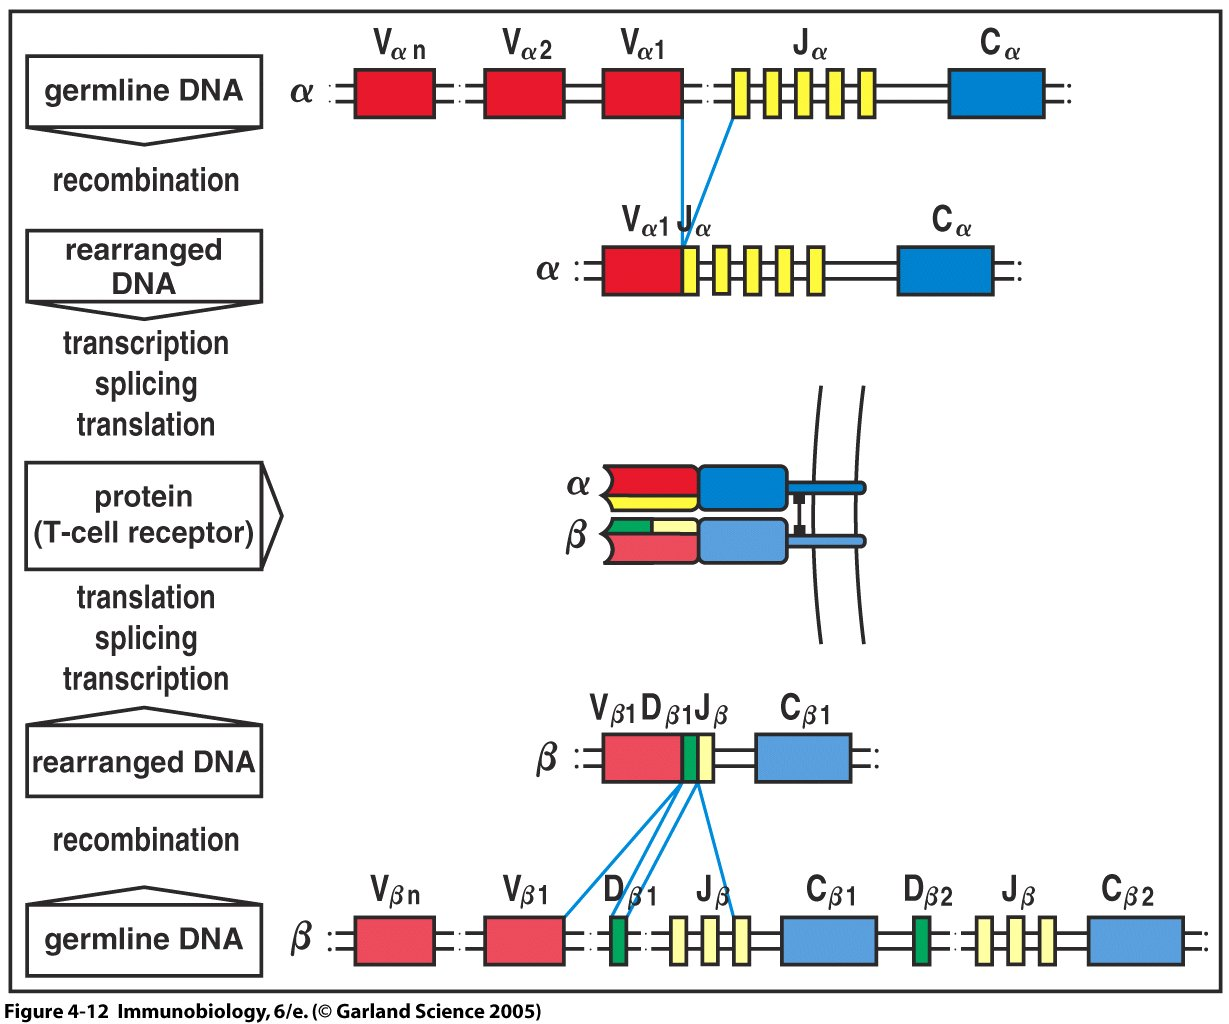 Vα n Vα2 Vα1 Jα Cα
germline DNA α
recombination
Vα1 Jα Cα
rearranged
DNA
α
transcription
splicing
translation
protein
(T-cell receptor)
α
β
translation
splicing
transcription
Vβ1 Dβ1 Jβ Cβ1
rearranged DNA β
recombination
Vβn Vβ1 Dβ1 Jβ Cβ1 Dβ2 Jβ Cβ2
germline DNA β
Figure 4-12 Immunobiology, 6/e. (© Garland Science 2005)